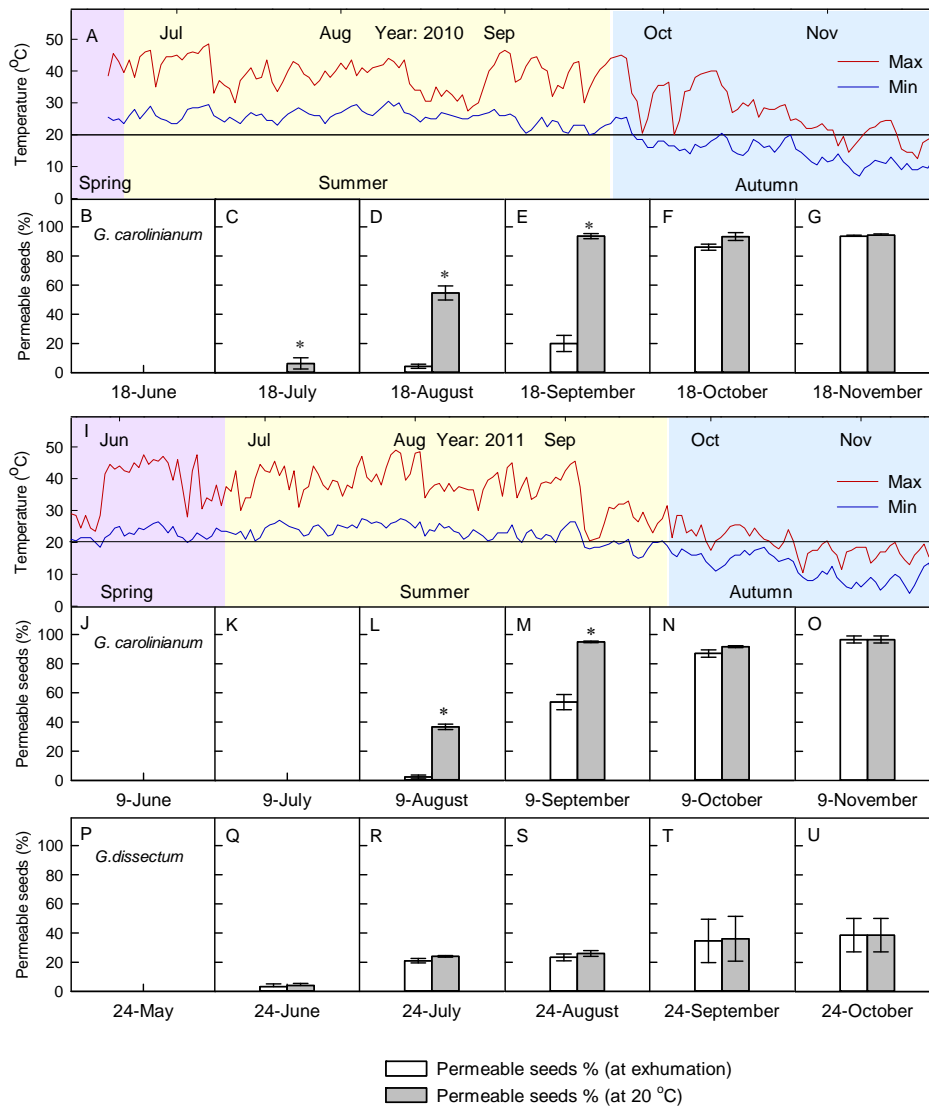 A Jul Aug Year: 2010 Sep Oct Nov
Temperature (°C)
50
40
30
20
10
0
Max
Min
Spring Summer Autumn
B C D E F G
G. carolinianum
Permeable seeds (%)
100
80
60
40
20
0
* * *
18-June 18-July 18-August 18-September 18-October 18-November
I Jun Jul Aug Year: 2011 Sep Oct Nov
Temperature (°C)
50
40
30
20
10
0
Max
Min
Spring Summer Autumn
J K L M N O
G. carolinianum
Permeable seeds (%)
100
80
60
40
20
0
* *
9-June 9-July 9-August 9-September 9-October 9-November
P Q R S T U
G.dissectum
Permeable seeds (%)
100
80
60
40
20
0
24-May 24-June 24-July 24-August 24-September 24-October
Permeable seeds % (at exhumation)
Permeable seeds % (at 20 °C)